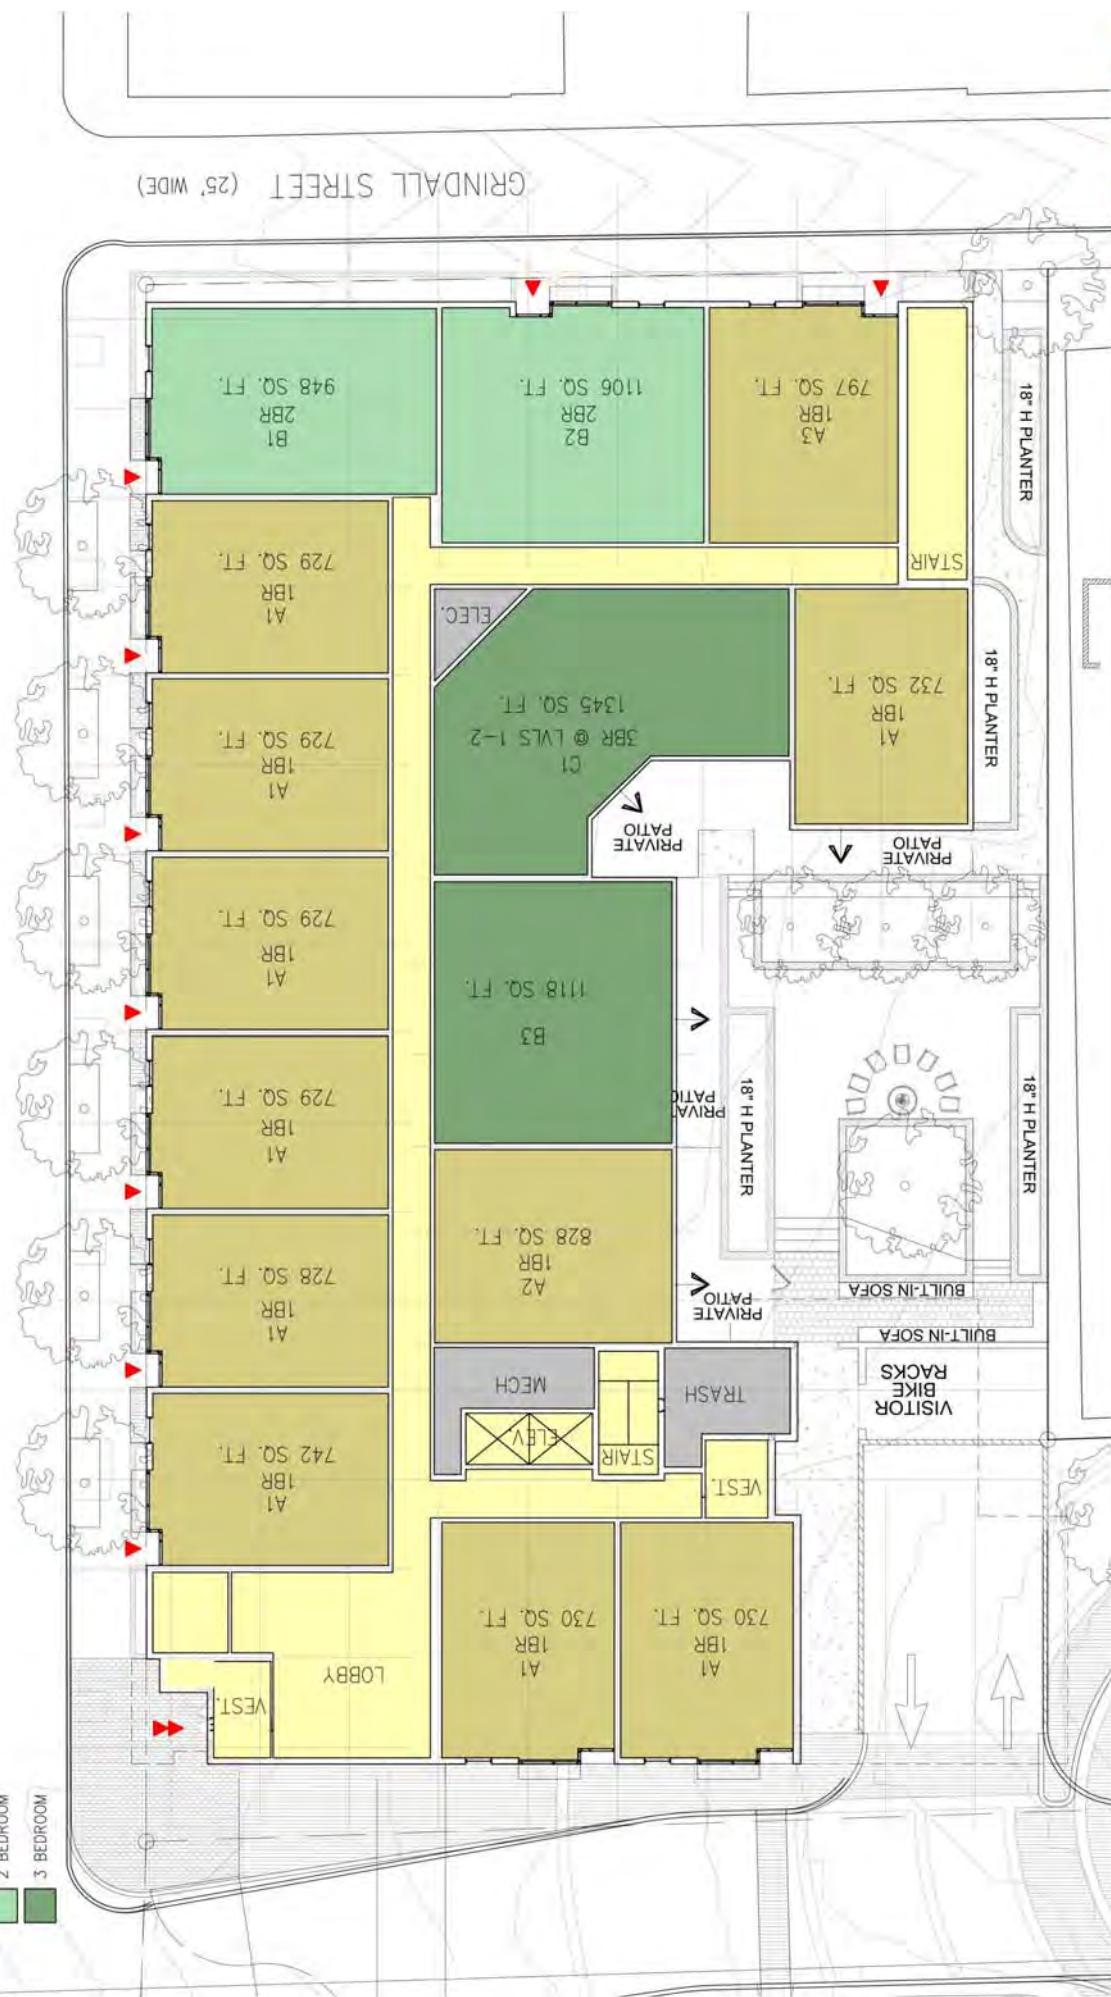 GRINDALL STREET (25' WIDE)
B1
2BR
948 SQ. FT.
B2
2BR
1106 SQ. FT.
A3
1BR
797 SQ. FT.
18" H PLANTER
STAIR
A1
1BR
729 SQ. FT.
ELEC.
C1
3BR @ LVLS 1-2
1345 SQ. FT.
A1
1BR
732 SQ. FT.
18" H PLANTER
A1
1BR
729 SQ. FT.
PRIVATE
PATIO
PRIVATE
PATIO
A1
1BR
729 SQ. FT.
B3
1118 SQ. FT.
A1
1BR
729 SQ. FT.
PRIVATE
PATIO
18" H PLANTER
18" H PLANTER
A1
1BR
728 SQ. FT.
A2
1BR
828 SQ. FT.
PRIVATE
PATIO
BUILT-IN SOFA
BUILT-IN SOFA
VISITOR
BIKE
RACKS
MECH
TRASH
ELEV.
STAIR
VEST.
A1
1BR
742 SQ. FT.
A1
1BR
730 SQ. FT.
A1
1BR
730 SQ. FT.
LOBBY
VEST.
2 BEDROOM
3 BEDROOM